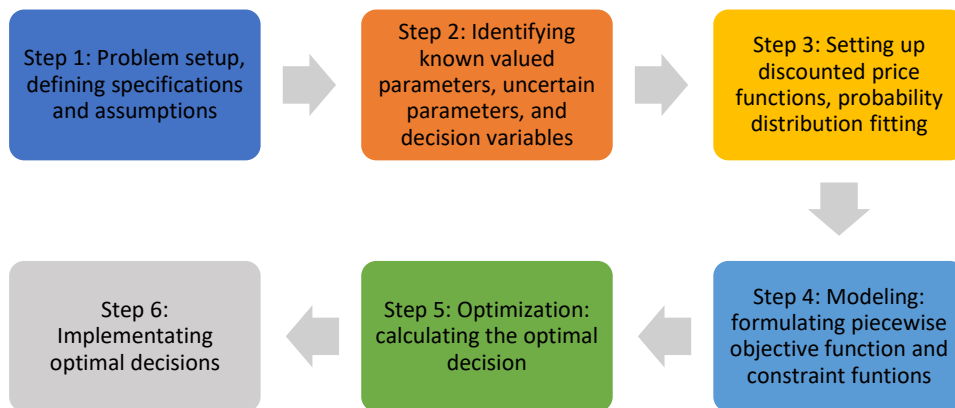 Step 1: Problem setup,
defining specifications
and assumptions
Step 2: Identifying
known valued
parameters, uncertain
parameters, and
decision variables
Step 3: Setting up
discounted price
functions, probability
distribution fitting
Step 4: Modeling:
formulating piecewise
objective function and
constraint funtions
Step 5: Optimization:
calculating the optimal
decision
Step 6:
Implementating
optimal decisions